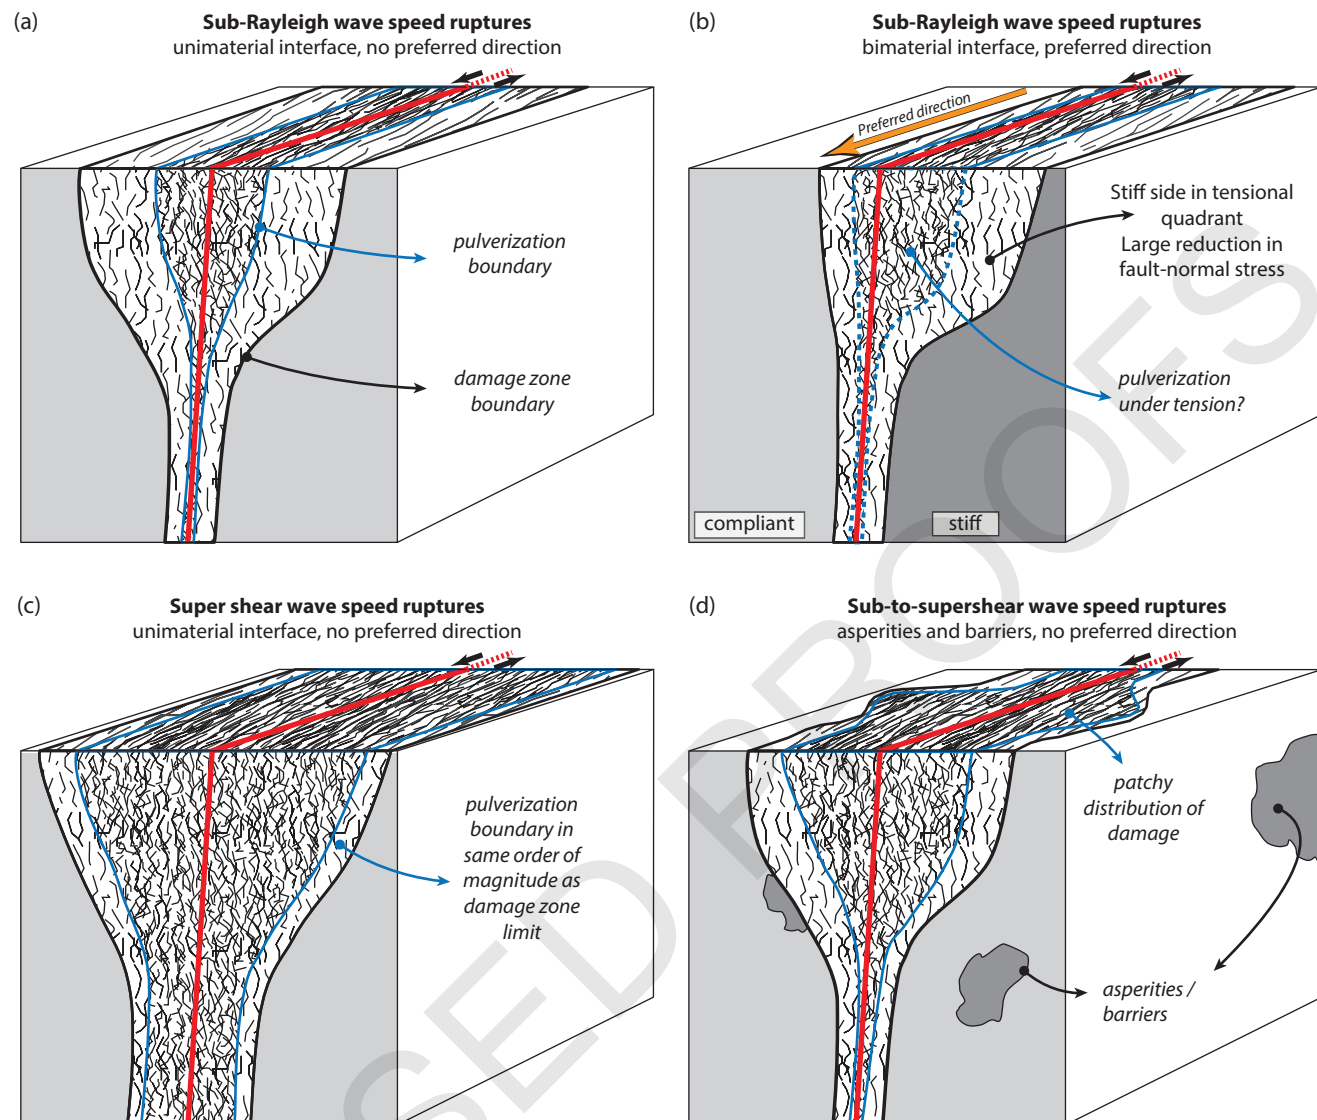 (a)
Sub-Rayleigh wave speed ruptures
unimaterial interface, no preferred direction
pulverization
boundary
damage zone
boundary
(b)
Sub-Rayleigh wave speed ruptures
bimaterial interface, preferred direction
Preferred direction
Stiff side in tensional
quadrant
Large reduction in
fault-normal stress
pulverization
under tension?
compliant
stiff
(c)
Super shear wave speed ruptures
unimaterial interface, no preferred direction
pulverization
boundary in
same order of
magnitude as
damage zone
limit
(d)
Sub-to-supershear wave speed ruptures
asperities and barriers, no preferred direction
patchy
distribution of
damage
asperities /
barriers
SED PROOFS